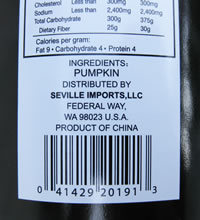 Cholesterol Less than 300mg 300mg
Sodium Less than 2,400mg 2,400mg
Total Carbohydrate 300g 375g
Dietary Fiber 25g 30g
Calories per gram:
Fat 9 • Carbohydrate 4 • Protein 4
INGREDIENTS:
PUMPKIN
DISTRIBUTED BY
SEVILLE IMPORTS,LLC
FEDERAL WAY,
WA 98023 U.S.A.
PRODUCT OF CHINA
0 41429 20191 3